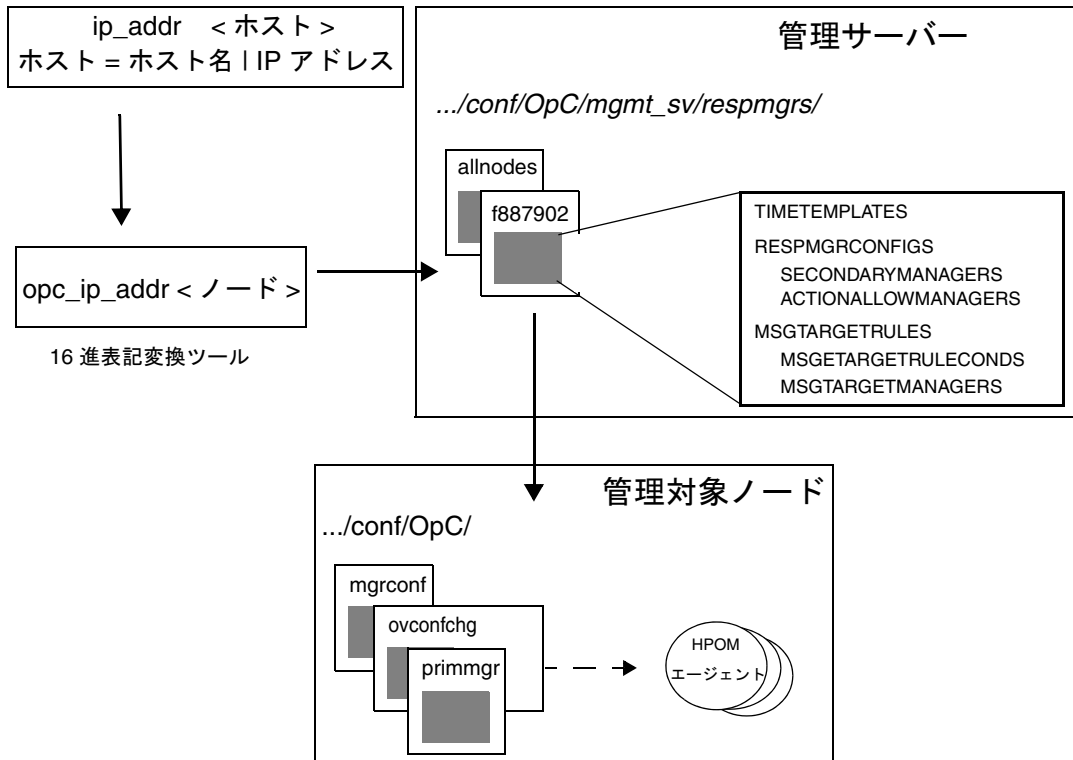 ip_addr < ホスト >
ホスト = ホスト名 | IP アドレス
opc_ip_addr < ノード >
16 進表記変換ツール
管理サーバー
.../conf/OpC/mgmt_sv/respmgrs/
allnodes
f887902
TIMETEMPLATES
RESPMGRCONFIGS
SECONDARYMANAGERS
ACTIONALLOWMANAGERS
MSGTARGETRULES
MSGETARGETRULECONDS
MSGTARGETMANAGERS
管理対象ノード
.../conf/OpC/
mgrconf
ovconfchg
primmgr
HPOM
エージェント